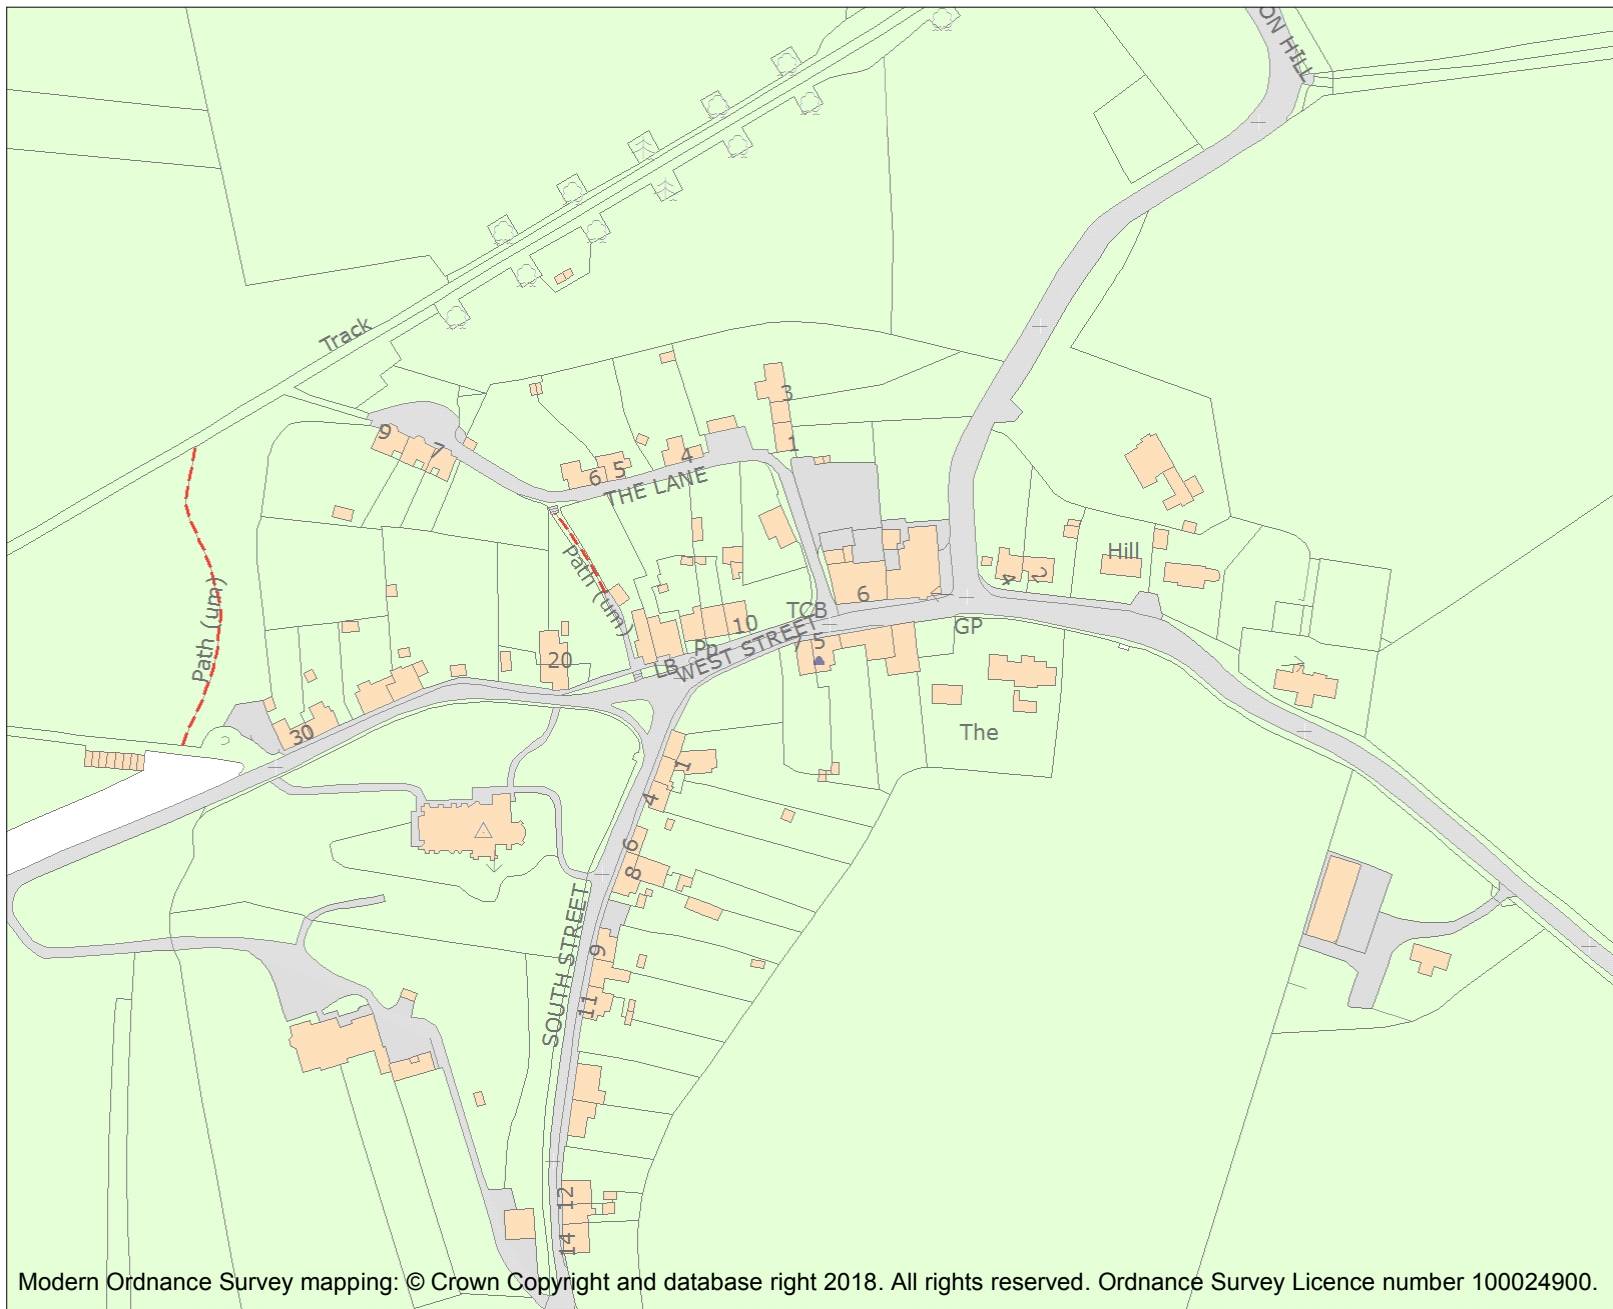 ON HILL
Track
3
9
7
1
4
6
5
THE LANE
Path (um)
Path (um)
Hill
4
2
6
TCB
10
GP
5
Pp
WEST STREET
LB
20
The
30
1
4
6
8
SOUTH STREET
9
11
12
14
Modern Ordnance Survey mapping: © Crown Copyright and database right 2018. All rights reserved. Ordnance Survey Licence number 100024900.